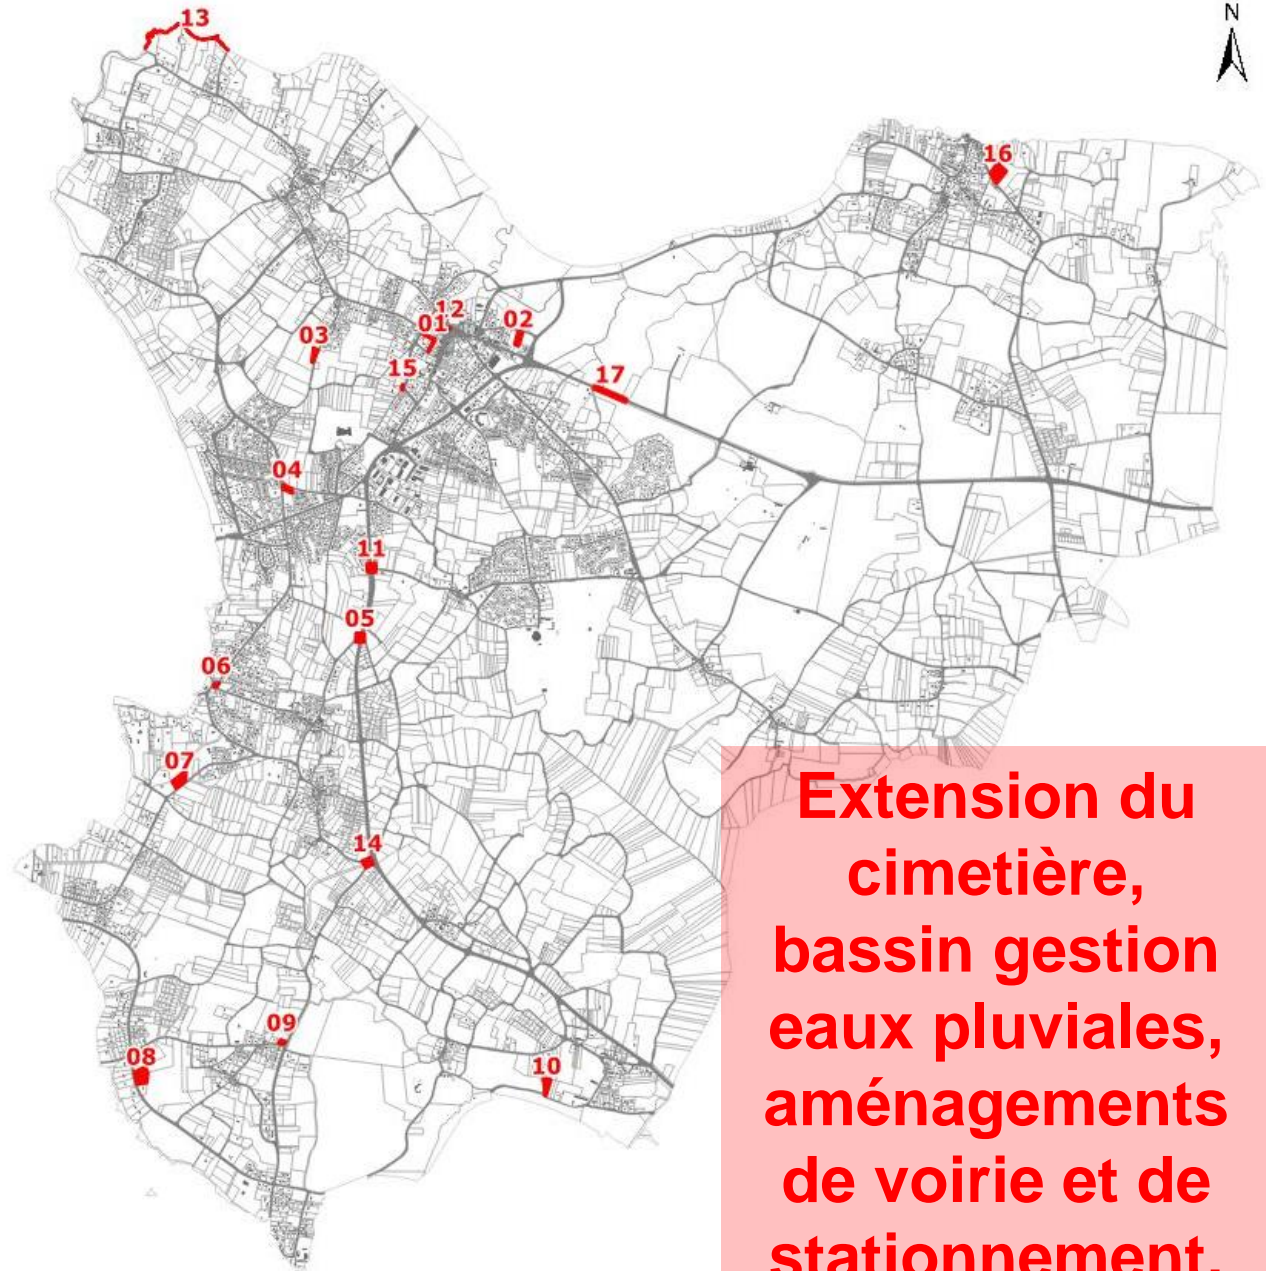 13
N
16
12
01
02
03
15
17
04
11
05
06
07
14
09
08
10
Extension du
cimetière,
bassin gestion
eaux pluviales,
aménagements
de voirie et de
stationnement,